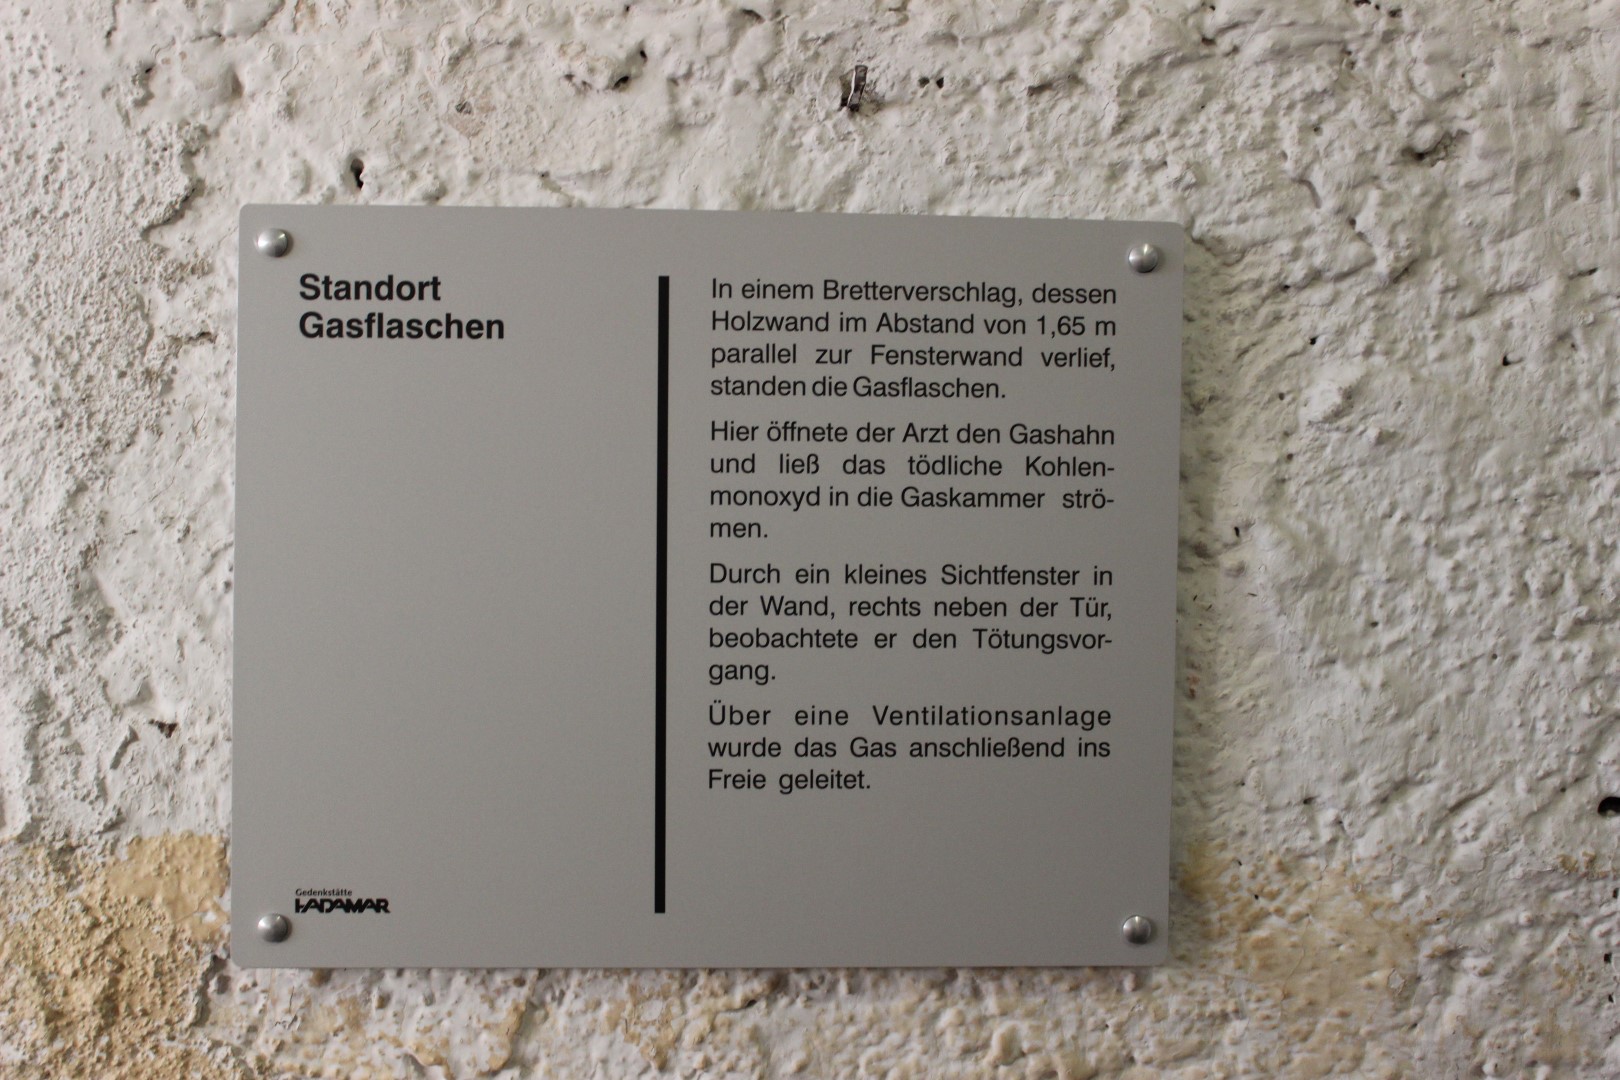 Standort
Gasflaschen
In einem Bretterverschlag, dessen
Holzwand im Abstand von 1,65 m
parallel zur Fensterwand verlief,
standen die Gasflaschen.
Hier öffnete der Arzt den Gashahn
und ließ das tödliche Kohlen-
monoxyd in die Gaskammer strö-
men.
Durch ein kleines Sichtfenster in
der Wand, rechts neben der Tür,
beobachtete er den Tötungsvor-
gang.
Über eine Ventilationsanlage
wurde das Gas anschließend ins
Freie geleitet.
Gedenkstätte
HADAMAR